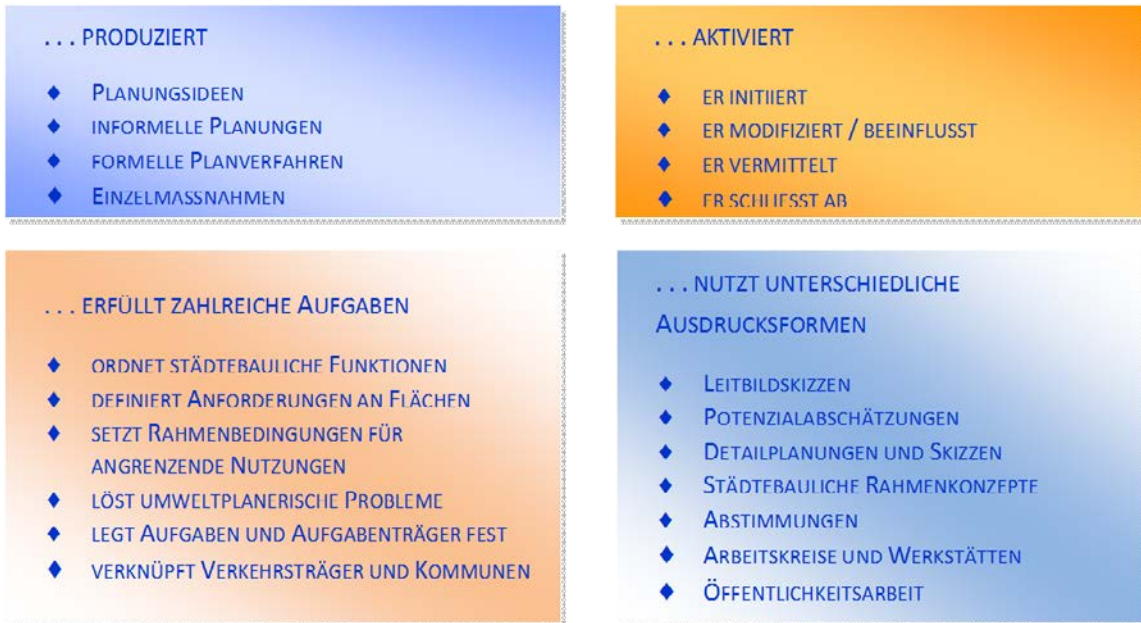 . . . PRODUZIERT
♦ PLANUNGSIDEEN
♦ INFORMELLE PLANUNGEN
♦ FORMELLE PLANVERFAHREN
♦ EINZELMASSNAHMEN
. . . AKTIVIERT
♦ ER INITIIERT
♦ ER MODIFIZIERT / BEEINFLUSST
♦ ER VERMITTELT
♦ ER SCHLIESST AB
. . . ERFÜLLT ZAHLREICHE AUFGABEN
♦ ORDNET STÄDTEBAULICHE FUNKTIONEN
♦ DEFINIERT ANFORDERUNGEN AN FLÄCHEN
♦ SETZT RAHMENBEDINGUNGEN FÜR
ANGRENZENDE NUTZUNGEN
♦ LÖST UMWELTPLANERISCHE PROBLEME
♦ LEGT AUFGABEN UND AUFGABENTRÄGER FEST
♦ VERKNÜPFT VERKEHRSTRÄGER UND KOMMUNEN
. . . NUTZT UNTERSCHIEDLICHE
AUSDRUCKSFORMEN
♦ LEITBILDSKIZZEN
♦ POTENZIALABSCHÄTZUNGEN
♦ DETAILPLANUNGEN UND SKIZZEN
♦ STÄDTEBAULICHE RAHMENKONZEPTE
♦ ABSTIMMUNGEN
♦ ARBEITSKREISE UND WERKSTÄTTEN
♦ ÖFFENTLICHKEITSARBEIT